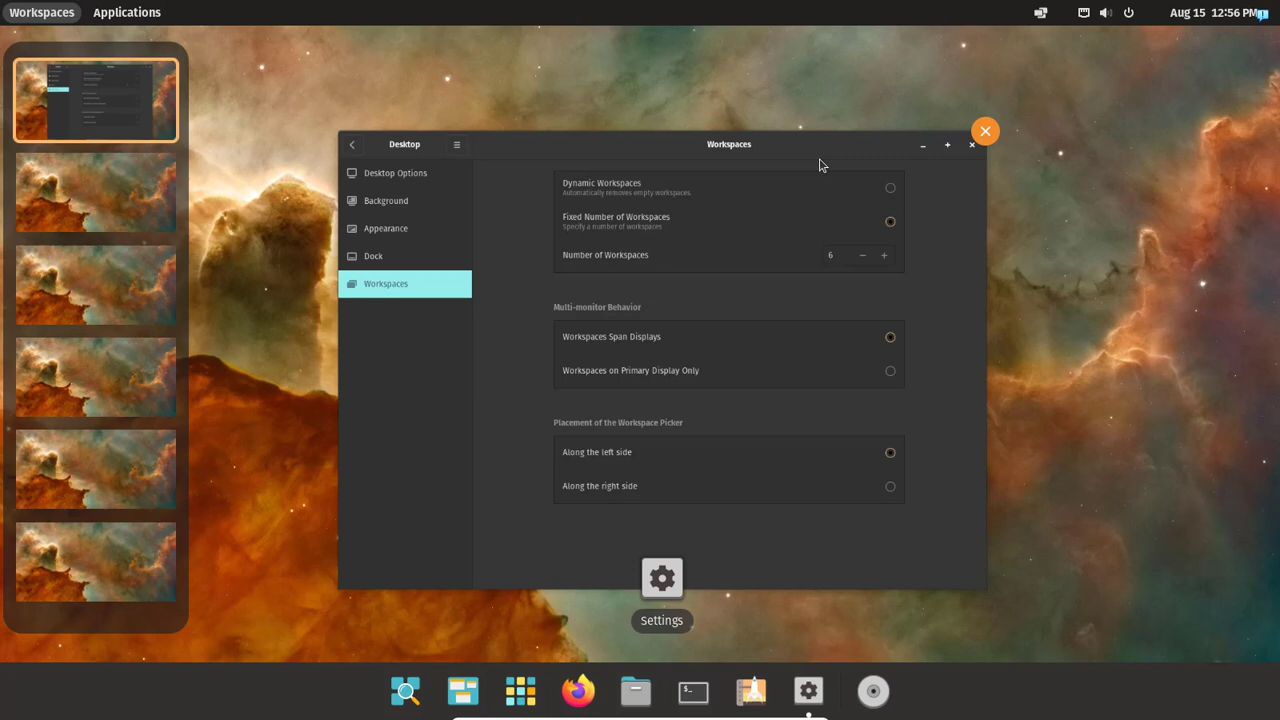 Workspaces Applications
Aug 15 12:56 PM
Desktop
Workspaces
Desktop Options
Background
Appearance
Dock
Workspaces
Dynamic Workspaces
Automatically removes empty workspaces.
Fixed Number of Workspaces
Specify a number of workspaces
Number of Workspaces 6 − +
Multi-monitor Behavior
Workspaces Span Displays
Workspaces on Primary Display Only
Placement of the Workspace Picker
Along the left side
Along the right side
Settings
$_